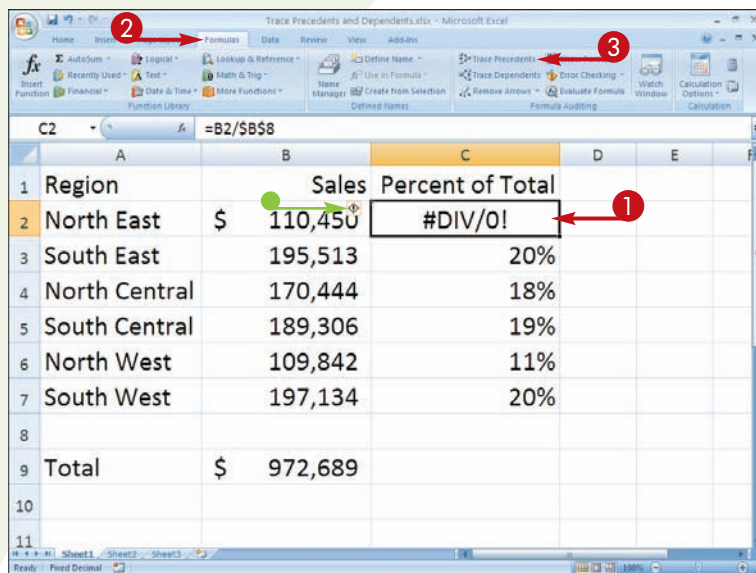 Trace Precedents and Dependents.xlsx - Microsoft Excel
2
Home Insert Formulas Data Review View Add-Ins
3
fx Insert Function
Σ AutoSum Logical Lookup & Reference
Recently Used Text Math & Trig
Financial Date & Time More Functions
Function Library
Name Manager
Define Name
Use in Formula
Create from Selection
Defined Names
Trace Precedents
Trace Dependents Error Checking
Remove Arrows Evaluate Formula
Formula Auditing
Watch Window
Calculation Options
Calculation
C2 fx =B2/$B$8
A B C D E F
1 Region Sales Percent of Total
2 North East $ 110,450 #DIV/0! 1
3 South East 195,513 20%
4 North Central 170,444 18%
5 South Central 189,306 19%
6 North West 109,842 11%
7 South West 197,134 20%
8
9 Total $ 972,689
10
11
Sheet1 Sheet2 Sheet3
Ready Fixed Decimal 100%